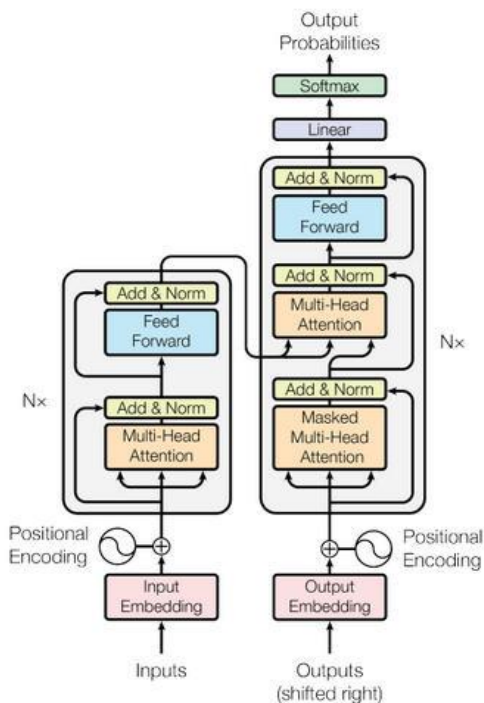 Output
Probabilities
Softmax
Linear
Add & Norm
Feed
Forward
Add & Norm
Multi-Head
Attention
Nx
Add & Norm
Masked
Multi-Head
Attention
Positional
Encoding
Output
Embedding
Outputs
(shifted right)
Add & Norm
Feed
Forward
Nx
Add & Norm
Multi-Head
Attention
Positional
Encoding
Input
Embedding
Inputs